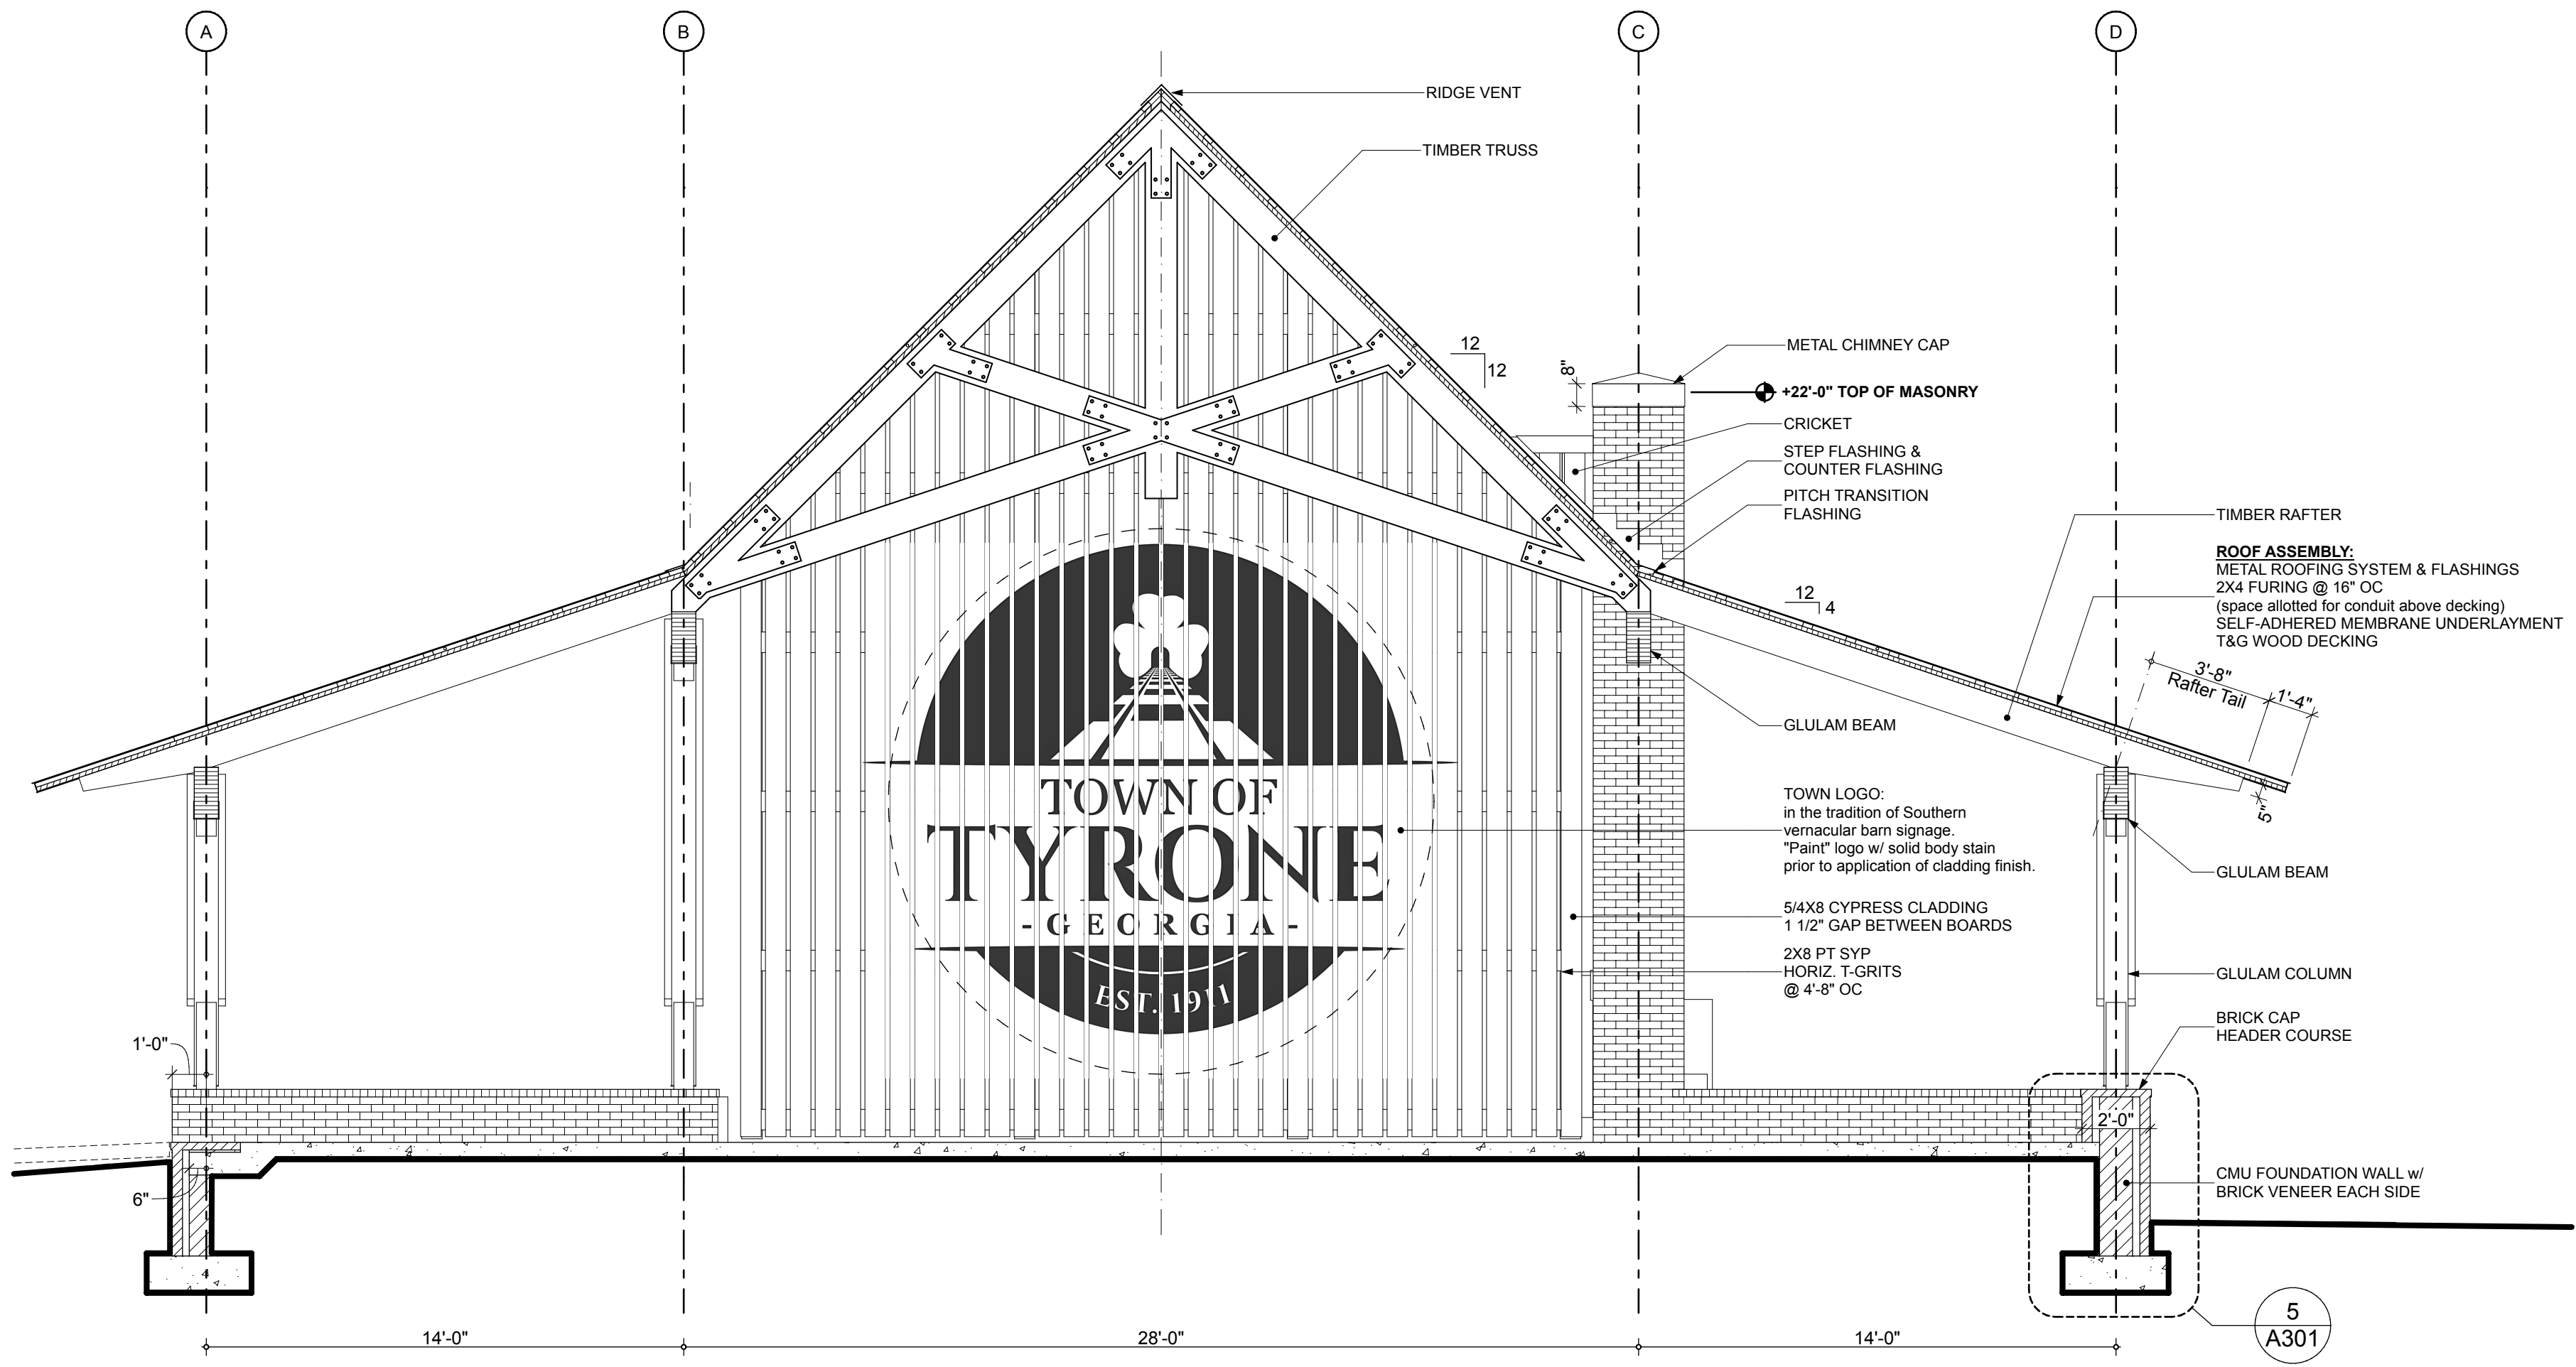 A
B
C
D
RIDGE VENT
TIMBER TRUSS
12
12
8"
METAL CHIMNEY CAP
+22'-0" TOP OF MASONRY
CRICKET
STEP FLASHING &
COUNTER FLASHING
PITCH TRANSITION
FLASHING
12
4
TIMBER RAFTER
ROOF ASSEMBLY:
METAL ROOFING SYSTEM & FLASHINGS
2X4 FURING @ 16" OC
(space allotted for conduit above decking)
SELF-ADHERED MEMBRANE UNDERLAYMENT
T&G WOOD DECKING
3'-8"
Rafter Tail
1'-4"
5"
GLULAM BEAM
TOWN OF
TYRONE
- GEORGIA -
EST. 1911
TOWN LOGO:
in the tradition of Southern
vernacular barn signage.
"Paint" logo w/ solid body stain
prior to application of cladding finish.
5/4X8 CYPRESS CLADDING
1 1/2" GAP BETWEEN BOARDS
2X8 PT SYP
HORIZ. T-GRITS
@ 4'-8" OC
GLULAM BEAM
GLULAM COLUMN
BRICK CAP
HEADER COURSE
1'-0"
2'-0"
6"
CMU FOUNDATION WALL w/
BRICK VENEER EACH SIDE
14'-0"
28'-0"
14'-0"
5
A301